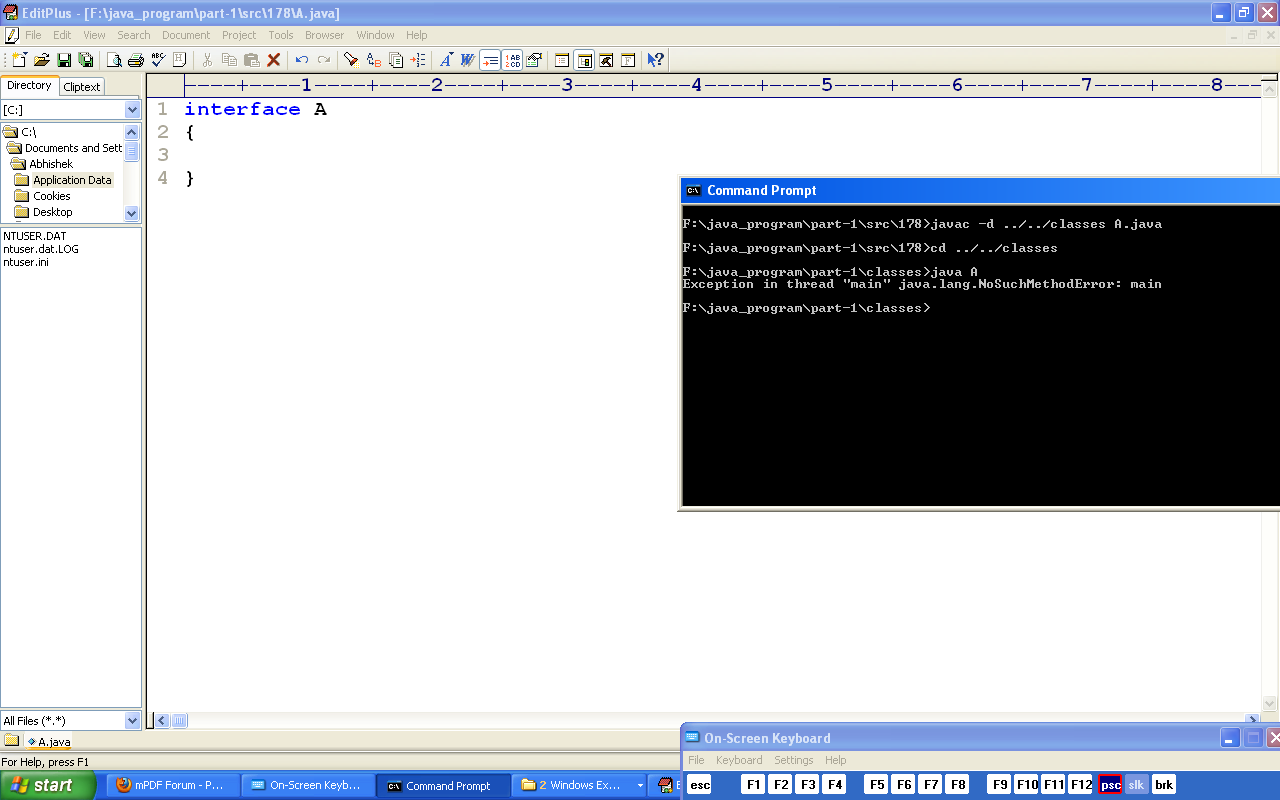 EditPlus - [F:\java_program\part-1\src\178\A.java]
File Edit View Search Document Project Tools Browser Window Help
Directory Cliptext
[C:]
C:\
Documents and Sett
Abhishek
Application Data
Cookies
Desktop
NTUSER.DAT
ntuser.dat.LOG
ntuser.ini
All Files (*.*)
----+----1----+----2----+----3----+----4----+----5----+----6----+----7----+----8----
1 interface A
2 {
3
4 }
Command Prompt
F:\java_program\part-1\src\178>javac -d ../../classes A.java
F:\java_program\part-1\src\178>cd ../../classes
F:\java_program\part-1\classes>java A
Exception in thread "main" java.lang.NoSuchMethodError: main
F:\java_program\part-1\classes>
A.java
For Help, press F1
On-Screen Keyboard
File Keyboard Settings Help
esc F1 F2 F3 F4 F5 F6 F7 F8 F9 F10 F11 F12 psc slk brk
start mPDF Forum - P... On-Screen Keyb... Command Prompt 2 Windows Ex... E